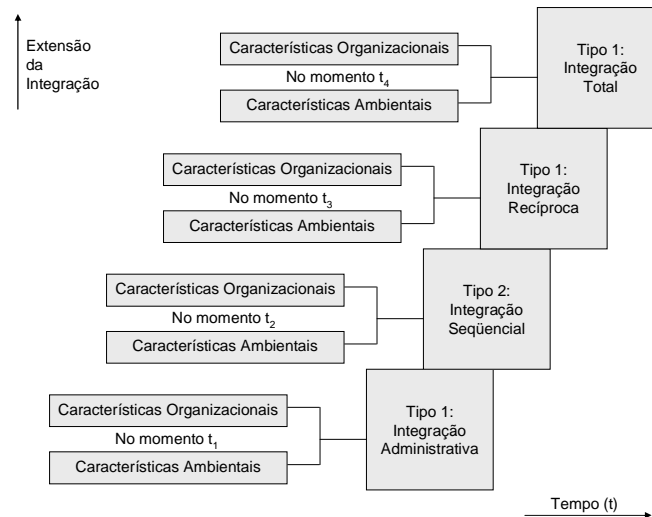 Extensão
da
Integração
Características Organizacionais
No momento t4
Características Ambientais
Tipo 1:
Integração
Total
Características Organizacionais
No momento t3
Características Ambientais
Tipo 1:
Integração
Recíproca
Características Organizacionais
No momento t2
Características Ambientais
Tipo 2:
Integração
Seqüencial
Características Organizacionais
No momento t1
Características Ambientais
Tipo 1:
Integração
Administrativa
Tempo (t)